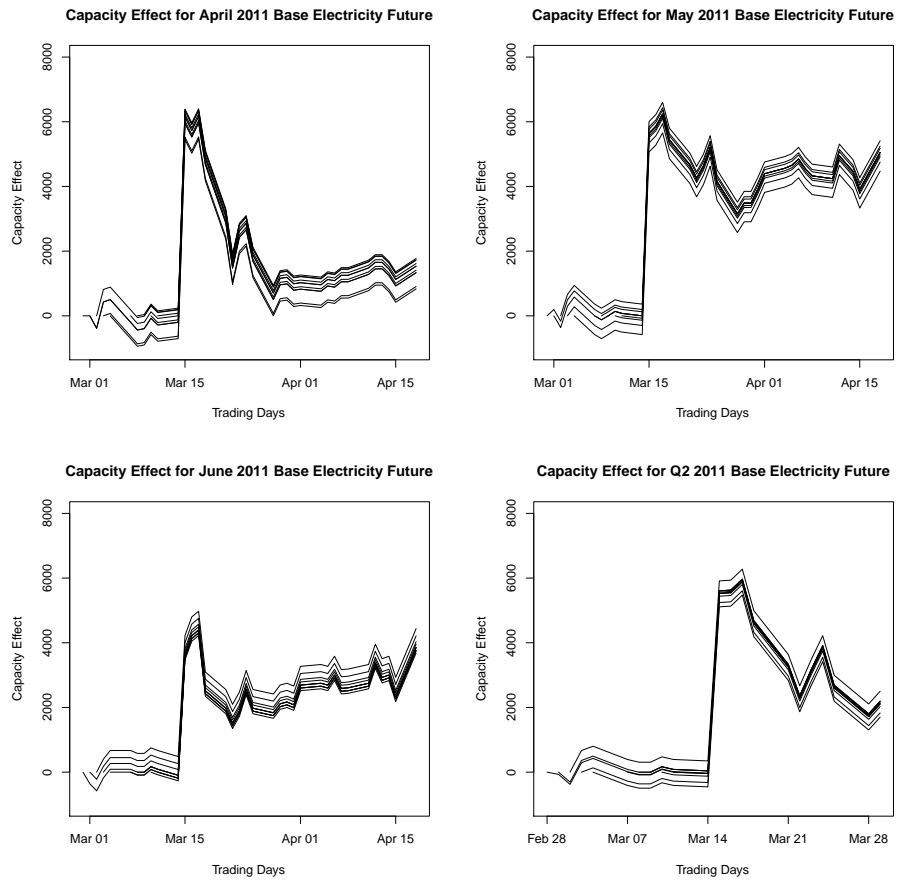 Capacity Effect for April 2011 Base Electricity Future
Capacity Effect
8000
6000
4000
2000
0
Mar 01
Mar 15
Apr 01
Apr 15
Trading Days
Capacity Effect for May 2011 Base Electricity Future
Capacity Effect
8000
6000
4000
2000
0
Mar 01
Mar 15
Apr 01
Apr 15
Trading Days
Capacity Effect for June 2011 Base Electricity Future
Capacity Effect
8000
6000
4000
2000
0
Mar 01
Mar 15
Apr 01
Apr 15
Trading Days
Capacity Effect for Q2 2011 Base Electricity Future
Capacity Effect
8000
6000
4000
2000
0
Feb 28
Mar 07
Mar 14
Mar 21
Mar 28
Trading Days